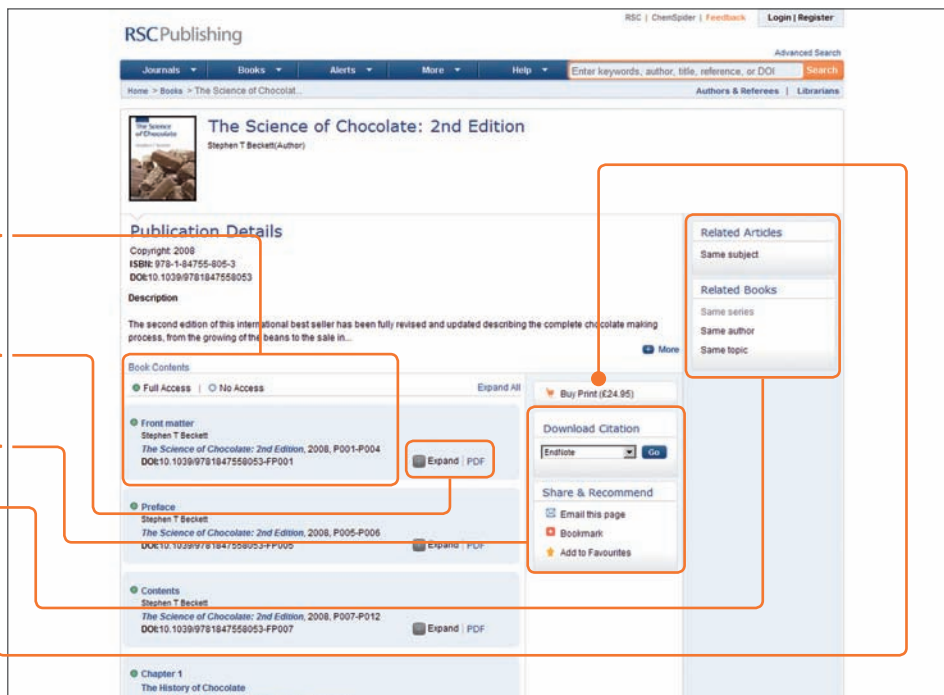 RSC | ChemSpider | Feedback Login | Register
RSCPublishing
Advanced Search
Journals Books Alerts More Help Enter keywords, author, title, reference, or DOI Search
Home > Books > The Science of Chocolat... Authors & Referees | Librarians
The Science of Chocolate
The Science of Chocolate: 2nd Edition
Stephen T Beckett(Author)
Publication Details
Copyright: 2008
ISBN: 978-1-84755-805-3
DOI:10.1039/9781847558053
Description
The second edition of this international best seller has been fully revised and updated describing the complete chocolate making
process, from the growing of the beans to the sale in...
More
Book Contents
Full Access | No Access Expand All
Front matter
Stephen T Beckett
The Science of Chocolate: 2nd Edition, 2008, P001-P004
DOI:10.1039/9781847558053-FP001
Expand | PDF
Preface
Stephen T Beckett
The Science of Chocolate: 2nd Edition, 2008, P005-P006
DOI:10.1039/9781847558053-FP005
Expand | PDF
Contents
Stephen T Beckett
The Science of Chocolate: 2nd Edition, 2008, P007-P012
DOI:10.1039/9781847558053-FP007
Expand | PDF
Chapter 1
The History of Chocolate
Buy Print (£24.95)
Download Citation
EndNote Go
Share & Recommend
Email this page
Bookmark
Add to Favourites
Related Articles
Same subject
Related Books
Same series
Same author
Same topic